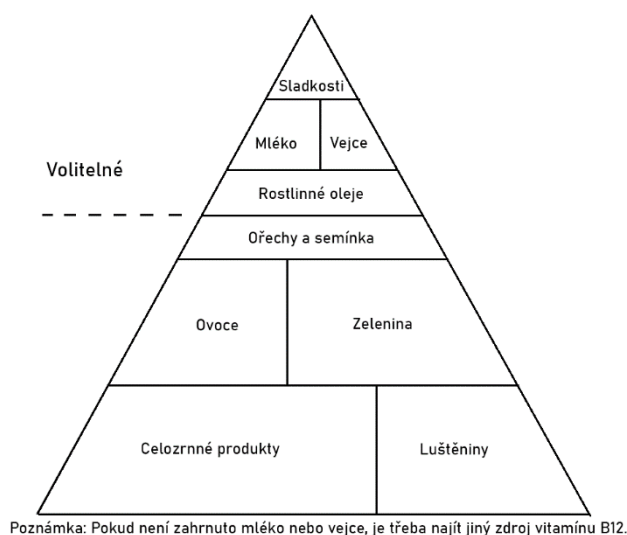 Sladkosti
Mléko
Vejce
Volitelné
Rostlinné oleje
Ořechy a semínka
Ovoce
Zelenina
Celozrnné produkty
Luštěniny
Poznámka: Pokud není zahrnuto mléko nebo vejce, je třeba najít jiný zdroj vitamínu B12.